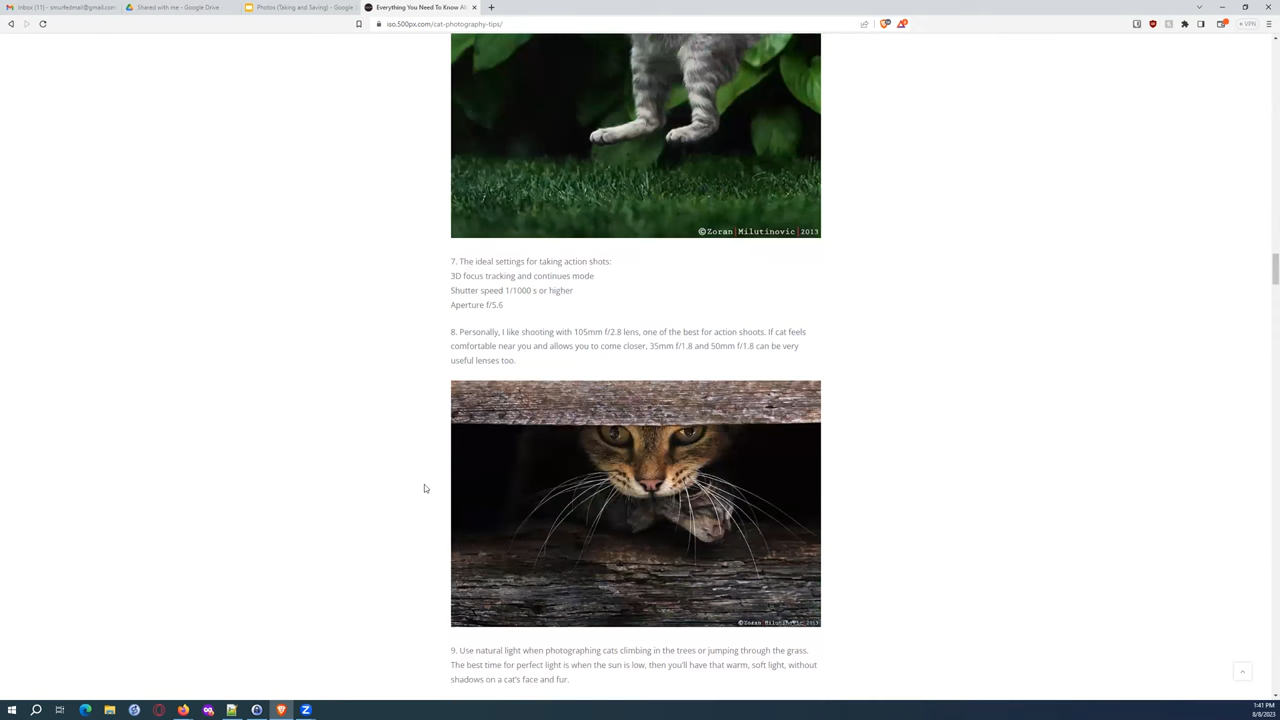 Inbox (11) - smurfedmail@gmail.com
Shared with me - Google Drive
Photos (Taking and Saving) - Google
Everything You Need To Know A
iso.500px.com/cat-photography-tips/
VPN
©Zoran|Milutinovic|2013
7. The ideal settings for taking action shots:
3D focus tracking and continues mode
Shutter speed 1/1000 s or higher
Aperture f/5.6
8. Personally, I like shooting with 105mm f/2.8 lens, one of the best for action shoots. If cat feels
comfortable near you and allows you to come closer, 35mm f/1.8 and 50mm f/1.8 can be very
useful lenses too.
©Zoran Milutinovic 2013
9. Use natural light when photographing cats climbing in the trees or jumping through the grass.
The best time for perfect light is when the sun is low, then you'll have that warm, soft light, without
shadows on a cat's face and fur.
1:41 PM
8/8/2023